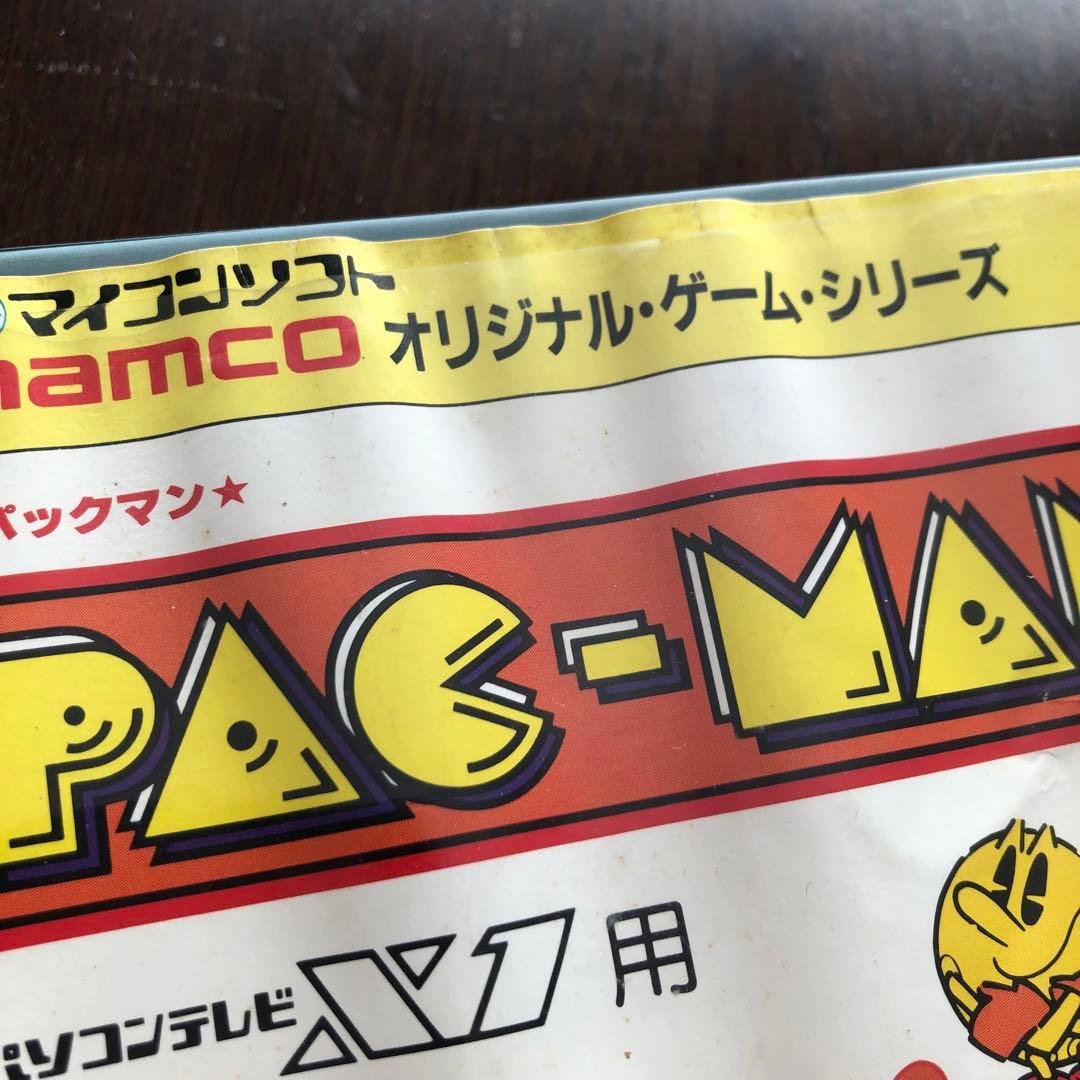 マイコンソフト
namco オリジナル・ゲーム・シリーズ
パックマン★
PAC-MAN
パソコンテレビ X1 用